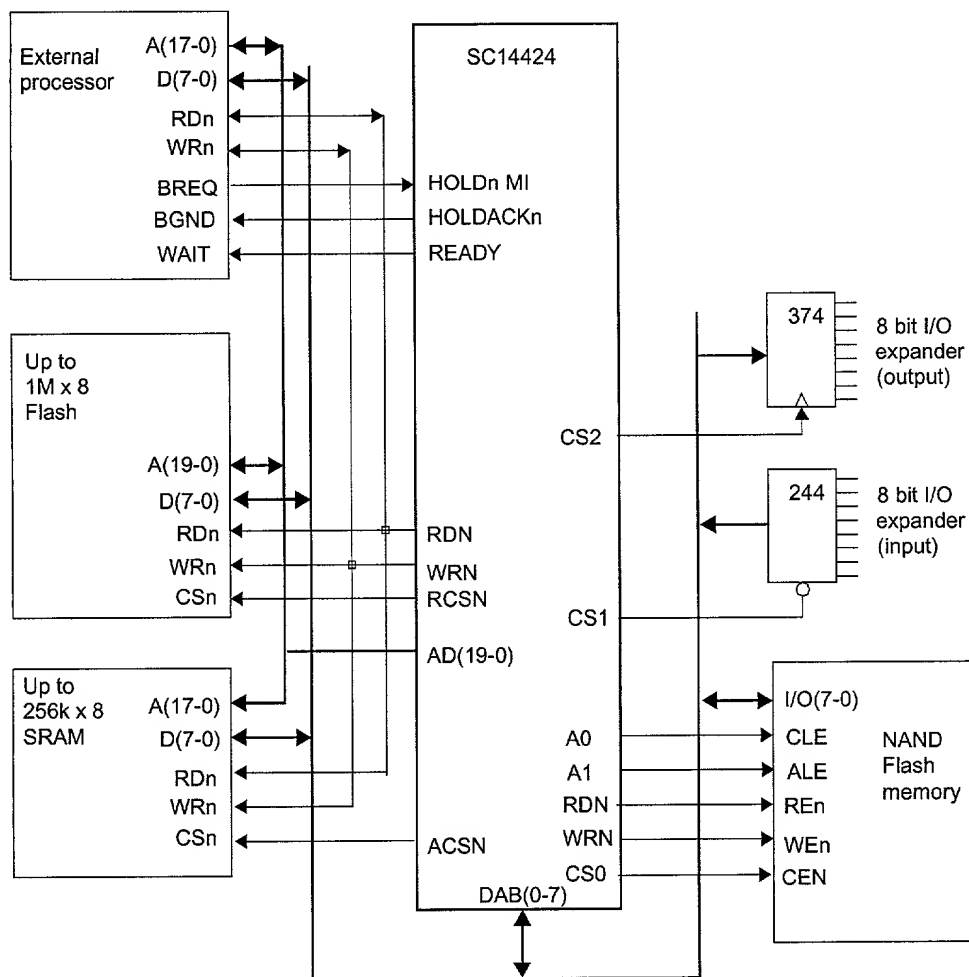 External
processor
A(17-0)
D(7-0)
RDn
WRn
BREQ
BGND
WAIT
Up to
1M x 8
Flash
A(19-0)
D(7-0)
RDn
WRn
CSn
Up to
256k x 8
SRAM
A(17-0)
D(7-0)
RDn
WRn
CSn
SC14424
HOLDn MI
HOLDACKn
READY
RDN
WRN
RCSN
AD(19-0)
ACSN
CS2
CS1
A0
A1
RDN
WRN
CS0
DAB(0-7)
374
8 bit I/O
expander
(output)
244
8 bit I/O
expander
(input)
I/O(7-0)
CLE
ALE
REn
WEn
CEN
NAND
Flash
memory